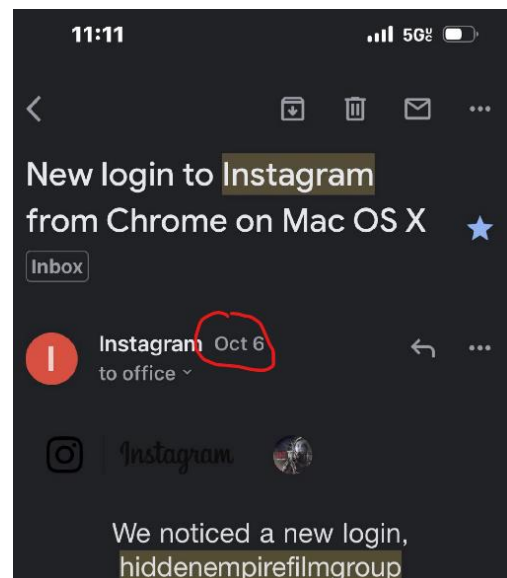 11:11 5G
New login to Instagram
from Chrome on Mac OS X
Inbox
I Instagram Oct 6
to office
Instagram
We noticed a new login,
hiddenempirefilmgroup